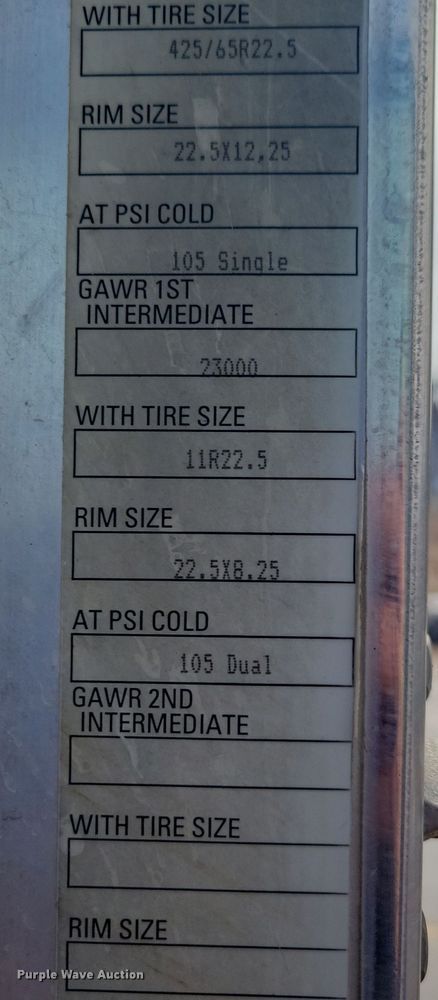 WITH TIRE SIZE
425/65R22.5
RIM SIZE
22.5X12,25
AT PSI COLD
105 Single
GAWR 1ST
INTERMEDIATE
23000
WITH TIRE SIZE
11R22.5
RIM SIZE
22.5X8.25
AT PSI COLD
105 Dual
GAWR 2ND
INTERMEDIATE
WITH TIRE SIZE
RIM SIZE
Purple Wave Auction